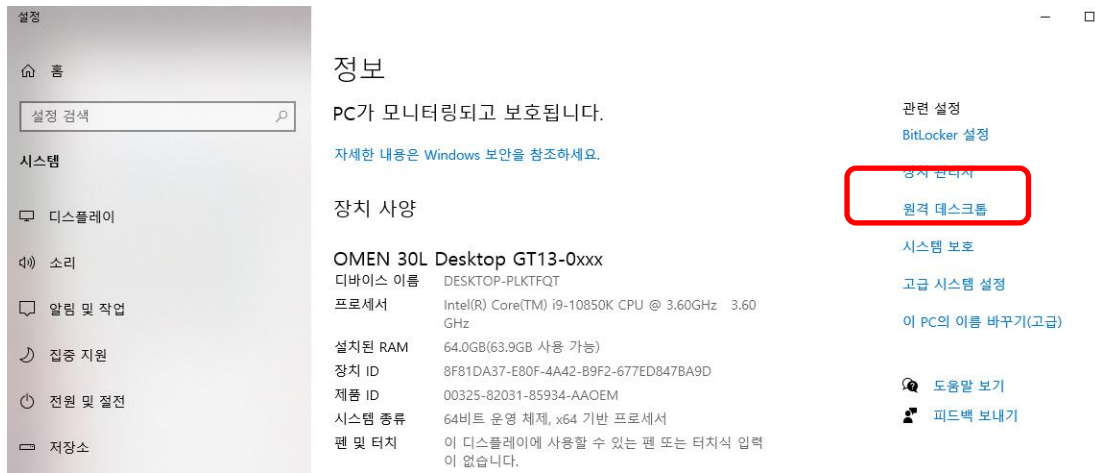 설정
홈
설정 검색
시스템
디스플레이
소리
알림 및 작업
집중 지원
전원 및 절전
저장소
정보
PC가 모니터링되고 보호됩니다.
자세한 내용은 Windows 보안을 참조하세요.
장치 사양
OMEN 30L Desktop GT13-0xxx
디바이스 이름 DESKTOP-PLKTFQT
프로세서 Intel(R) Core(TM) i9-10850K CPU @ 3.60GHz 3.60
GHz
설치된 RAM 64.0GB(63.9GB 사용 가능)
장치 ID 8F81DA37-E80F-4A42-B9F2-677ED847BA9D
제품 ID 00325-82031-85934-AAOEM
시스템 종류 64비트 운영 체제, x64 기반 프로세서
펜 및 터치 이 디스플레이에 사용할 수 있는 펜 또는 터치식 입력
이 없습니다.
관련 설정
BitLocker 설정
장치 관리자
원격 데스크톱
시스템 보호
고급 시스템 설정
이 PC의 이름 바꾸기(고급)
도움말 보기
피드백 보내기